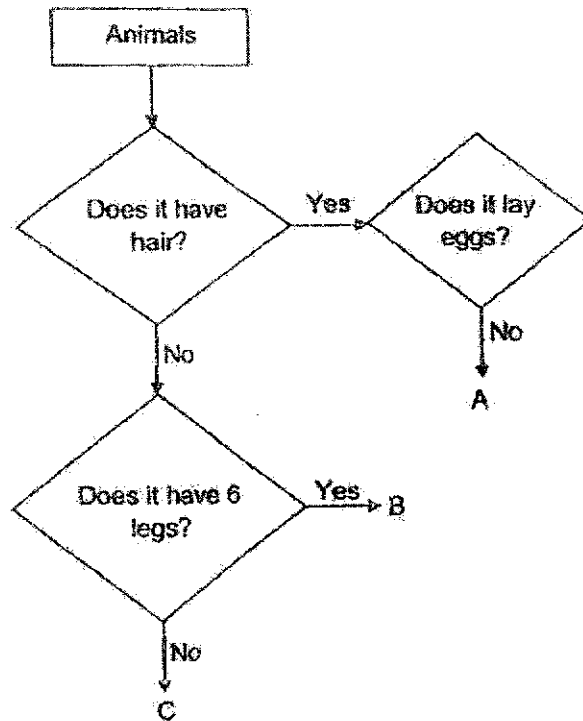 Animals
Does it have
hair?
Yes
Does it lay
eggs?
No
No
A
Does it have 6
legs?
Yes
B
No
C